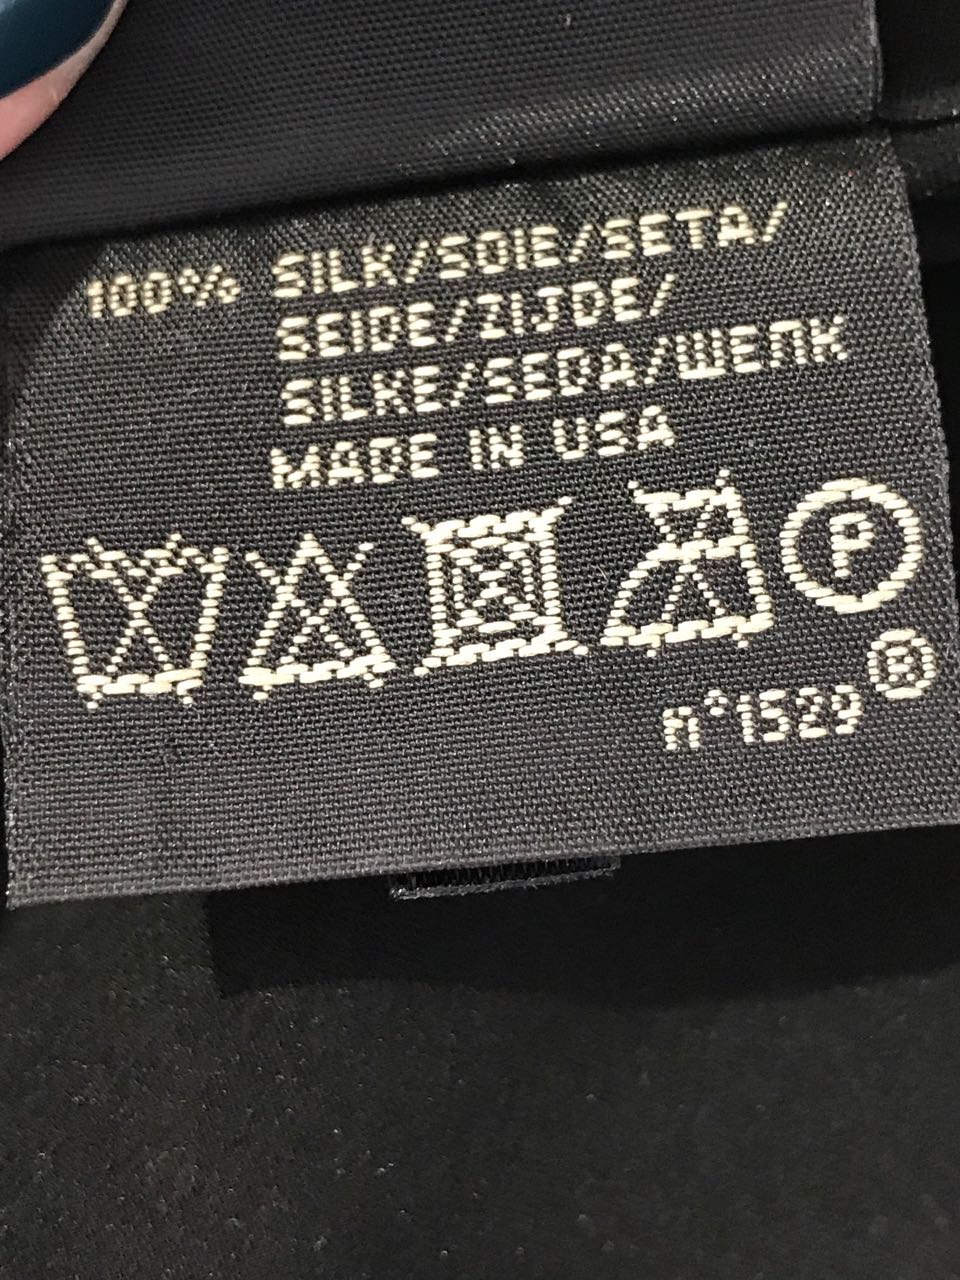 100% SILK/SOIE/SETA/
SEIDE/ZIJDE/
SILKE/SEDA/ШЕЛК
MADE IN USA
P
®
A°1529